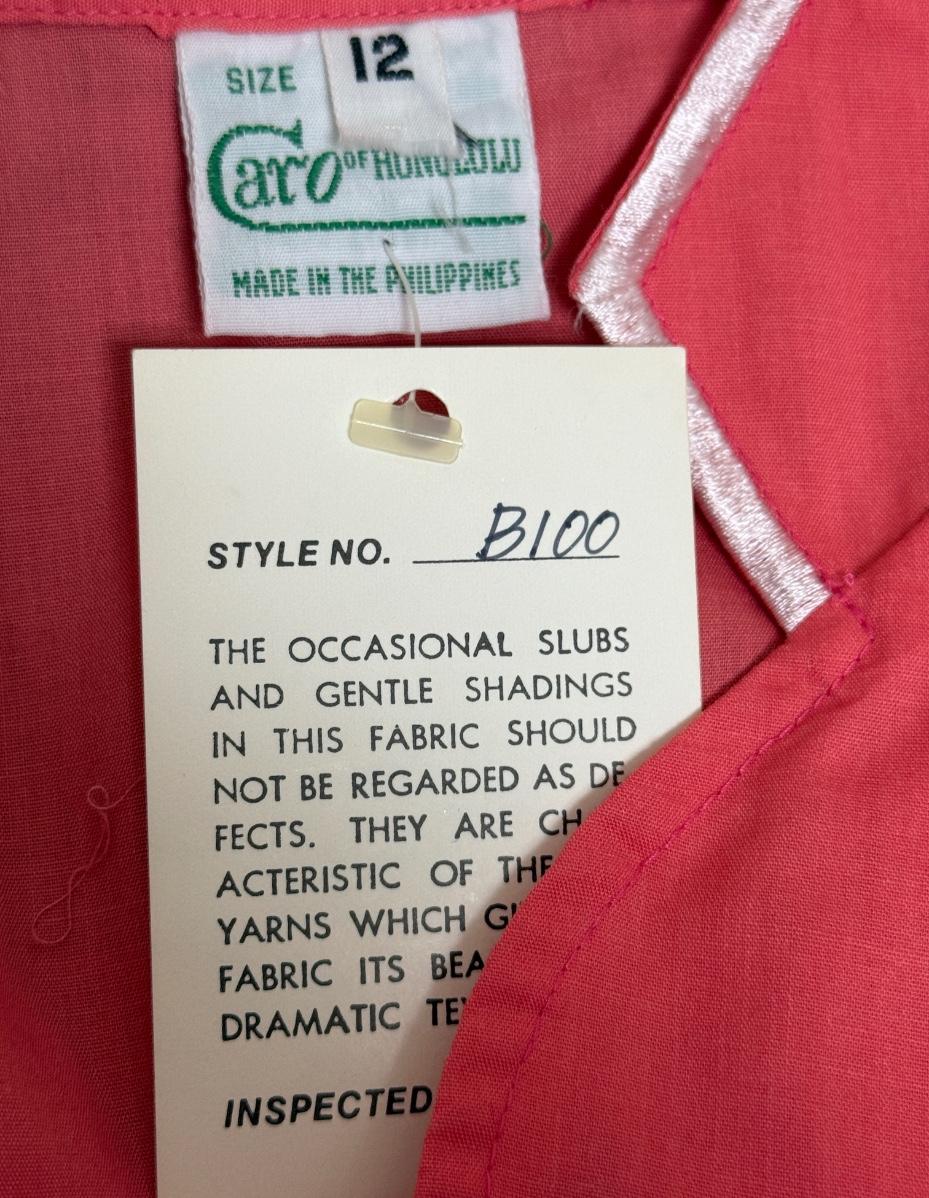 SIZE 12
Caro OF HONOLULU
MADE IN THE PHILIPPINES
STYLE NO. B100
THE OCCASIONAL SLUBS
AND GENTLE SHADINGS
IN THIS FABRIC SHOULD
NOT BE REGARDED AS DE
FECTS. THEY ARE CH
ACTERISTIC OF THE
YARNS WHICH
FABRIC ITS
DRAMATIC
INSPECTED